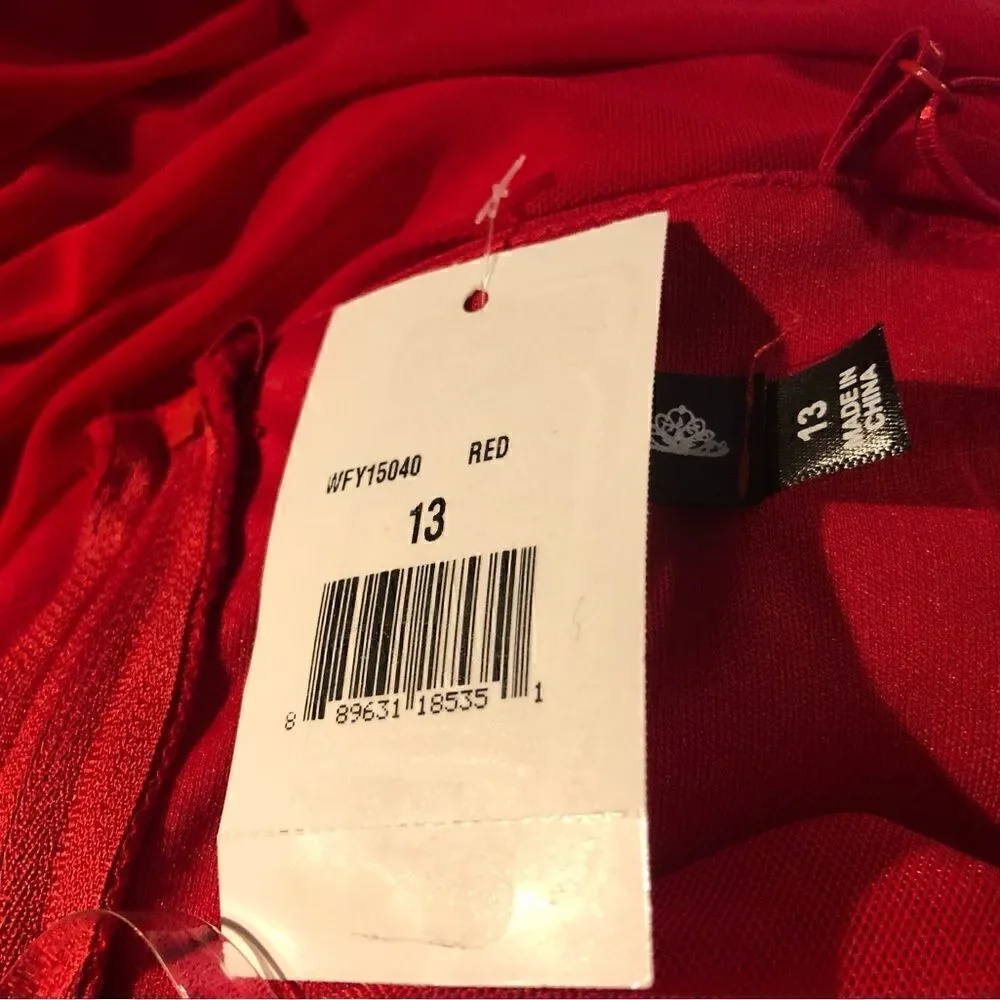 WFY15040 RED
13
8 89631 18535 1
13
MADE IN
CHINA